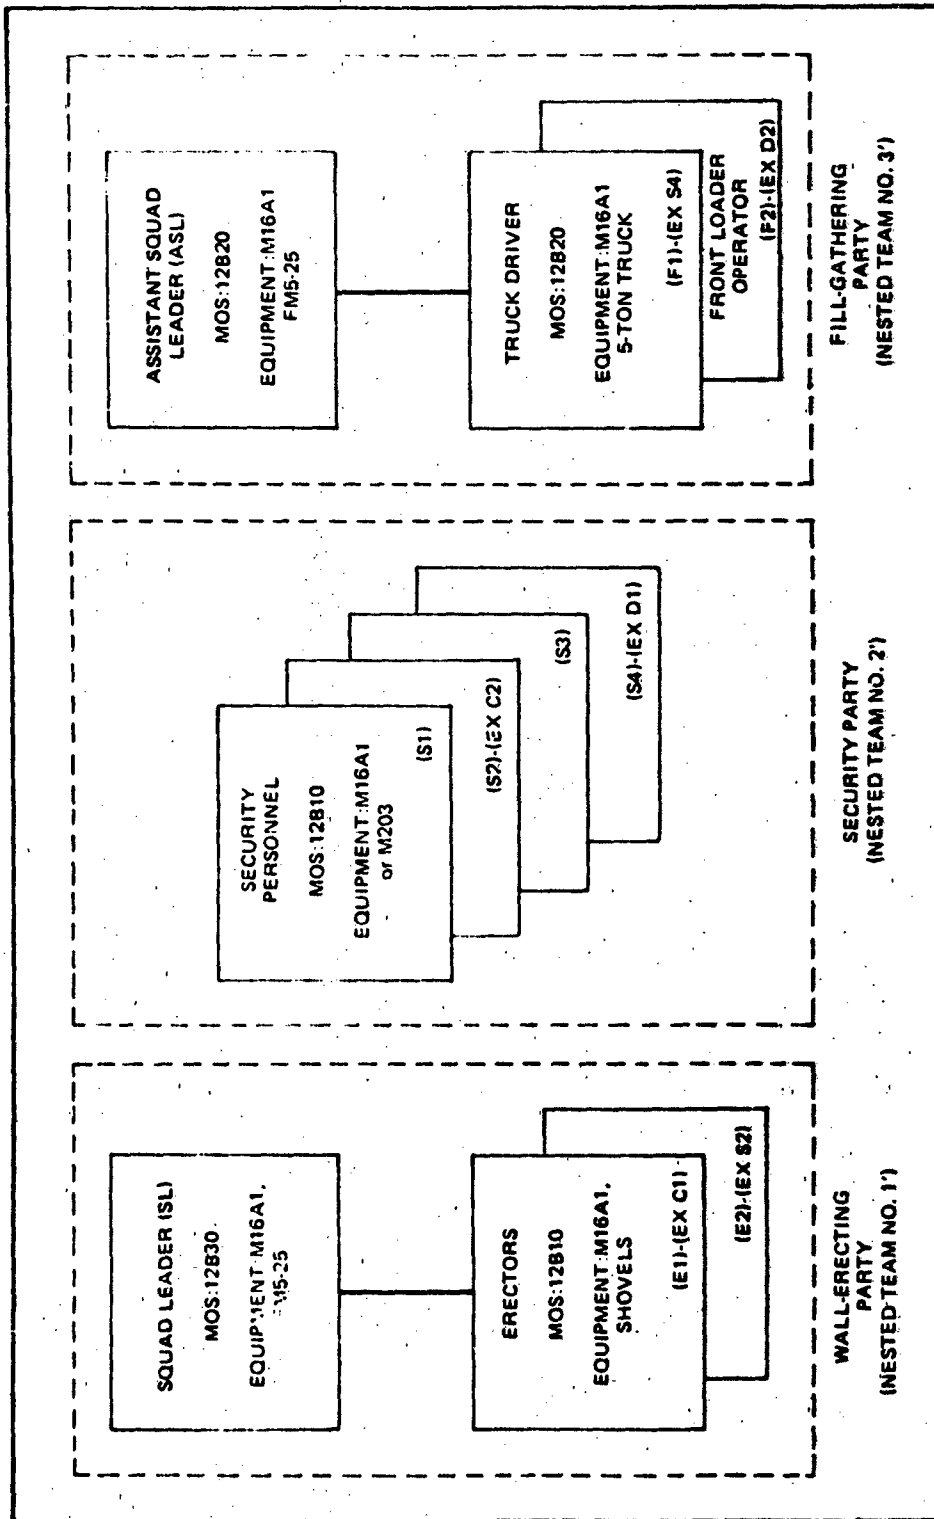 SQUAD LEADER (SL)
MOS:12B30
EQUIPMENT:M16A1,
FM5-25
ERECTORS
MOS:12B10
EQUIPMENT:M16A1,
SHOVELS
(E1)-(EX C1)
(E2)-(EX S2)
WALL-ERECTING
PARTY
(NESTED TEAM NO. 1')
SECURITY
PERSONNEL
MOS:12B10
EQUIPMENT:M16A1
or M203
(S1)
(S2)-(EX C2)
(S3)
(S4)-(EX D1)
SECURITY PARTY
(NESTED TEAM NO. 2')
ASSISTANT SQUAD
LEADER (ASL)
MOS:12B20
EQUIPMENT:M16A1
FM5-25
TRUCK DRIVER
MOS:12B20
EQUIPMENT:M16A1
5-TON TRUCK
(F1)-(EX S4)
FRONT LOADER
OPERATOR
(F2)-(EX D2)
FILL-GATHERING
PARTY
(NESTED TEAM NO. 3')